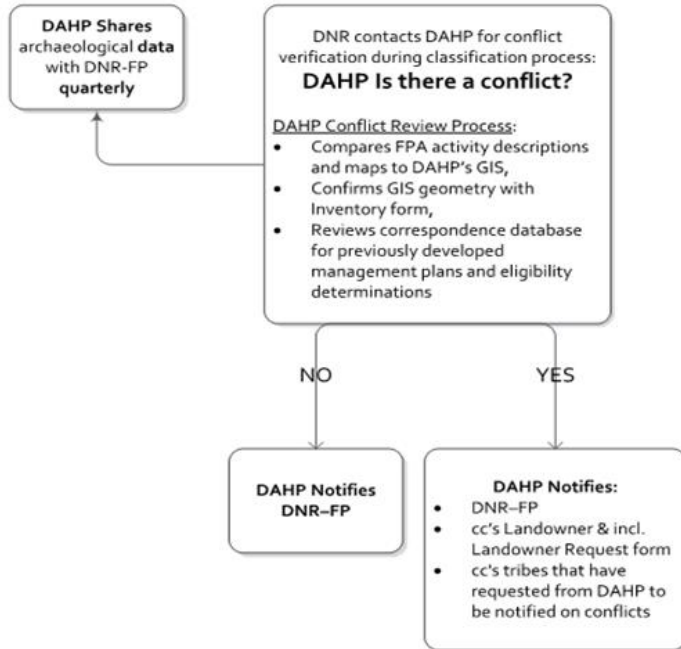 DAHP Shares
archaeological data
with DNR-FP
quarterly
DNR contacts DAHP for conflict
verification during classification process:
DAHP Is there a conflict?
DAHP Conflict Review Process:
• Compares FPA activity descriptions
and maps to DAHP's GIS,
• Confirms GIS geometry with
Inventory form,
• Reviews correspondence database
for previously developed
management plans and eligibility
determinations
NO
YES
DAHP Notifies
DNR–FP
DAHP Notifies:
• DNR–FP
• cc's Landowner & incl.
Landowner Request form
• cc's tribes that have
requested from DAHP to
be notified on conflicts